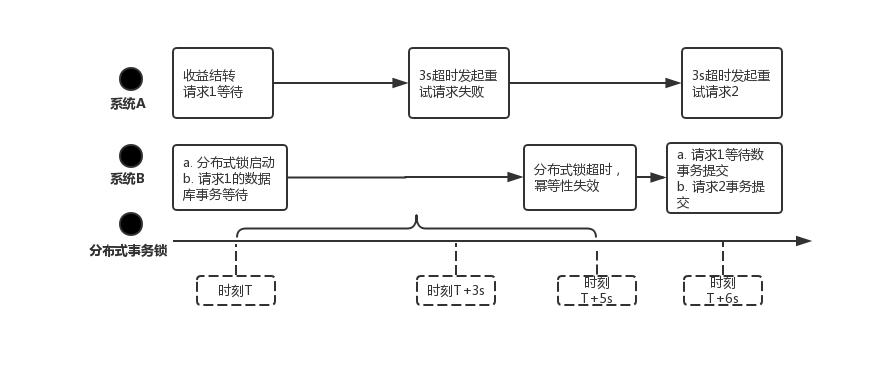 收益结转
请求1等待
3s超时发起重
试请求失败
3s超时发起重
试请求2
系统A
a. 分布式锁启动
b. 请求1的数据
库事务等待
分布式锁超时，
幂等性失效
a. 请求1等待数
事务提交
b. 请求2事务提
交
系统B
分布式事务锁
时刻T
时刻T+3s
时刻
T+5s
时刻
T+6s